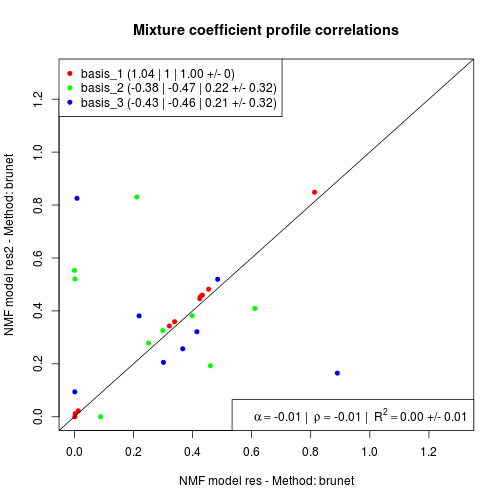 Mixture coefficient profile correlations
basis_1 (1.04 | 1 | 1.00 +/- 0)
basis_2 (-0.38 | -0.47 | 0.22 +/- 0.32)
basis_3 (-0.43 | -0.46 | 0.21 +/- 0.32)
NMF model res2 - Method: brunet
1.2
1.0
0.8
0.6
0.4
0.2
0.0
α = -0.01 | ρ = -0.01 | R² = 0.00 +/- 0.01
0.0 0.2 0.4 0.6 0.8 1.0 1.2
NMF model res - Method: brunet